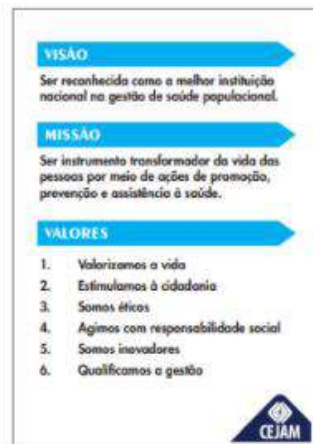 VISÃO
Ser reconhecida como a melhor instituição
nacional na gestão de saúde populacional.
MISSÃO
Ser instrumento transformador da vida das
pessoas por meio de ações de promoção,
prevenção e assistência à saúde.
VALORES
1. Valorizamos a vida
2. Estimulamos à cidadania
3. Somos éticos
4. Agimos com responsabilidade social
5. Somos inovadores
6. Qualificamos a gestão
CEJAM